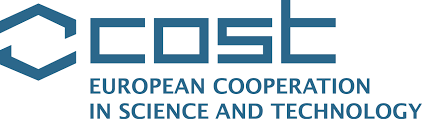 cost
EUROPEAN COOPERATION
IN SCIENCE AND TECHNOLOGY